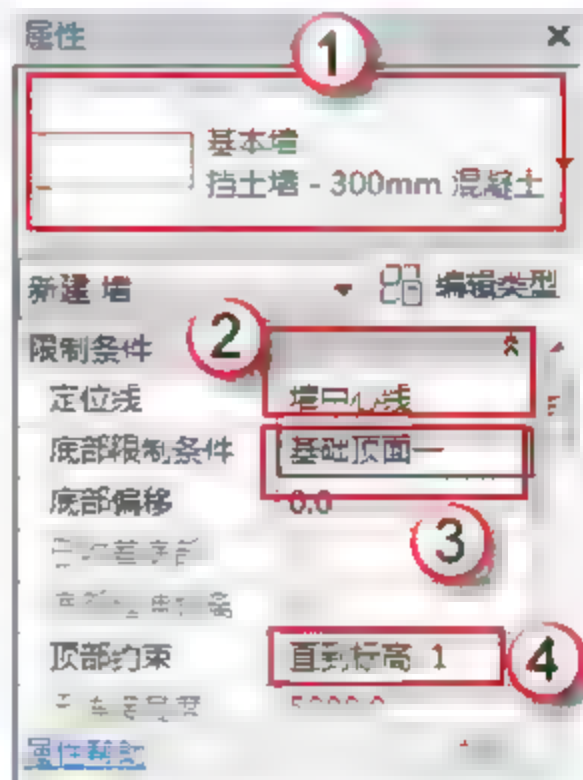 属性
1
基本墙
挡土墙 - 300mm 混凝土
新建 墙 编辑类型
限制条件 2
定位线 墙中心线
底部限制条件 基础顶面
底部偏移 0.0
3
顶部约束 直到标高 1
4
属性帮助